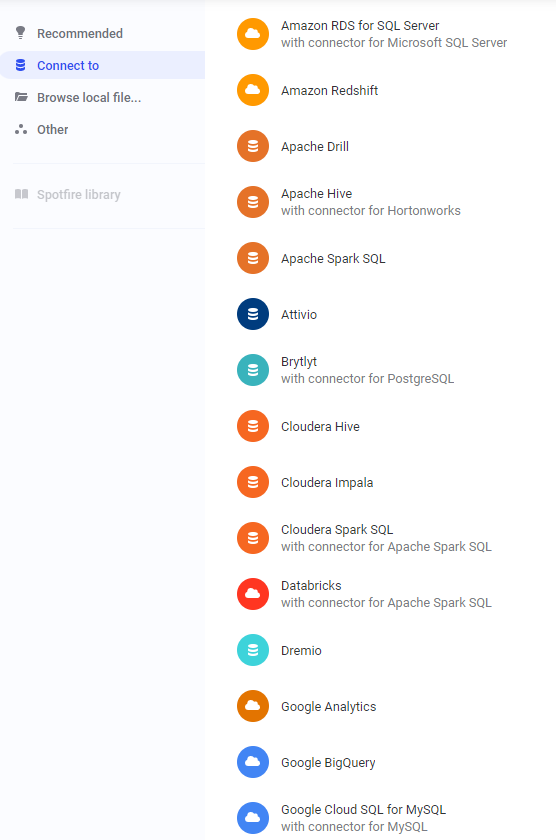 Recommended
Connect to
Browse local file...
Other
Spotfire library
Amazon RDS for SQL Server
with connector for Microsoft SQL Server
Amazon Redshift
Apache Drill
Apache Hive
with connector for Hortonworks
Apache Spark SQL
Attivio
Brytlyt
with connector for PostgreSQL
Cloudera Hive
Cloudera Impala
Cloudera Spark SQL
with connector for Apache Spark SQL
Databricks
with connector for Apache Spark SQL
Dremio
Google Analytics
Google BigQuery
Google Cloud SQL for MySQL
with connector for MySQL